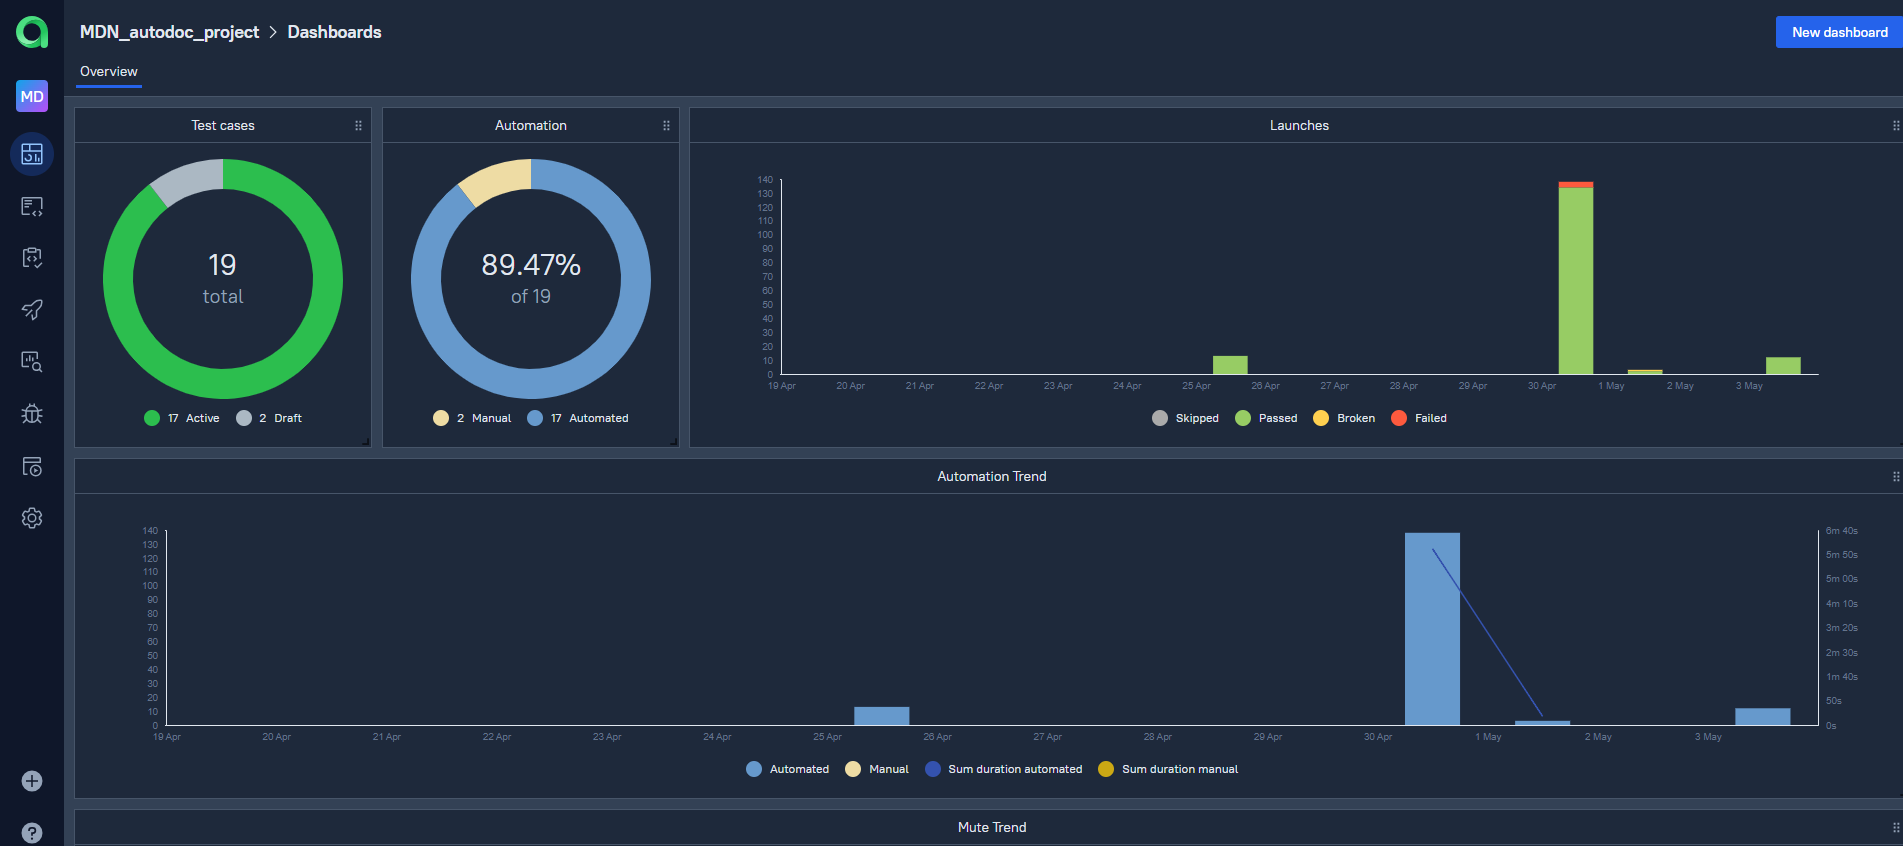 MDN_autodoc_project > Dashboards
New dashboard
Overview
MD
Test cases
19
total
17 Active 2 Draft
Automation
89.47%
of 19
2 Manual 17 Automated
Launches
140
130
120
110
100
90
80
70
60
50
40
30
20
10
0
19 Apr 20 Apr 21 Apr 22 Apr 23 Apr 24 Apr 25 Apr 26 Apr 27 Apr 28 Apr 29 Apr 30 Apr 1 May 2 May 3 May
Skipped Passed Broken Failed
Automation Trend
140
130
120
110
100
90
80
70
60
50
40
30
20
10
0
6m 40s
5m 50s
5m 00s
4m 10s
3m 20s
2m 30s
1m 40s
50s
0s
19 Apr 20 Apr 21 Apr 22 Apr 23 Apr 24 Apr 25 Apr 26 Apr 27 Apr 28 Apr 29 Apr 30 Apr 1 May 2 May 3 May
Automated Manual Sum duration automated Sum duration manual
Mute Trend